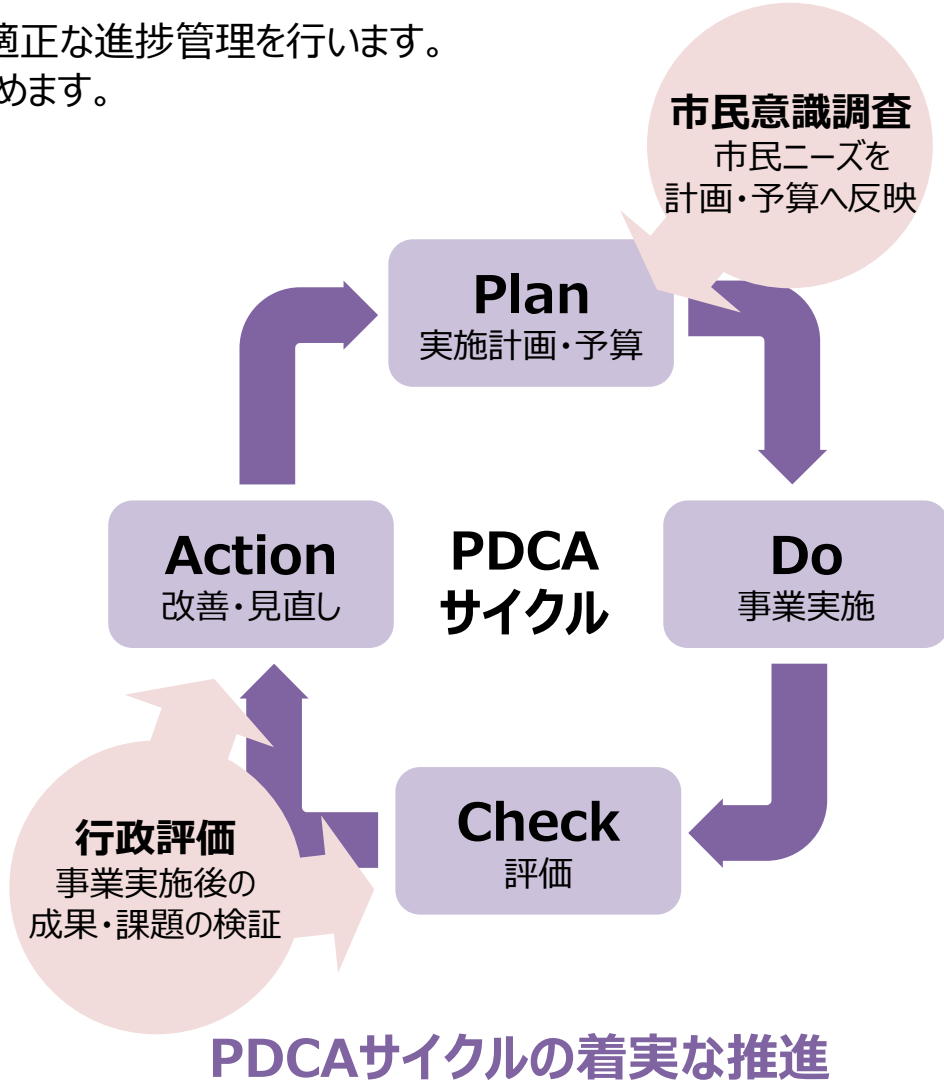 適正な進捗管理を行います。
めます。
市民意識調査
市民ニーズを
計画・予算へ反映
Plan
実施計画・予算
Action
改善・見直し
PDCA
サイクル
Do
事業実施
Check
評価
行政評価
事業実施後の
成果・課題の検証
PDCAサイクルの着実な推進